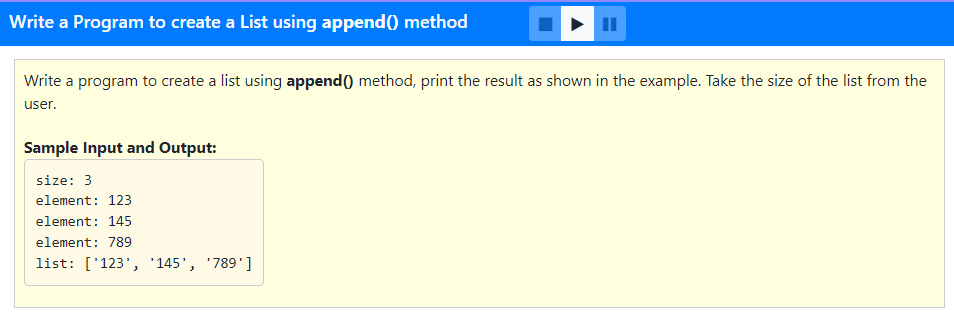 Write a Program to create a List using append() method
Write a program to create a list using append() method, print the result as shown in the example. Take the size of the list from the
user.
Sample Input and Output:
size: 3
element: 123
element: 145
element: 789
list: ['123', '145', '789']